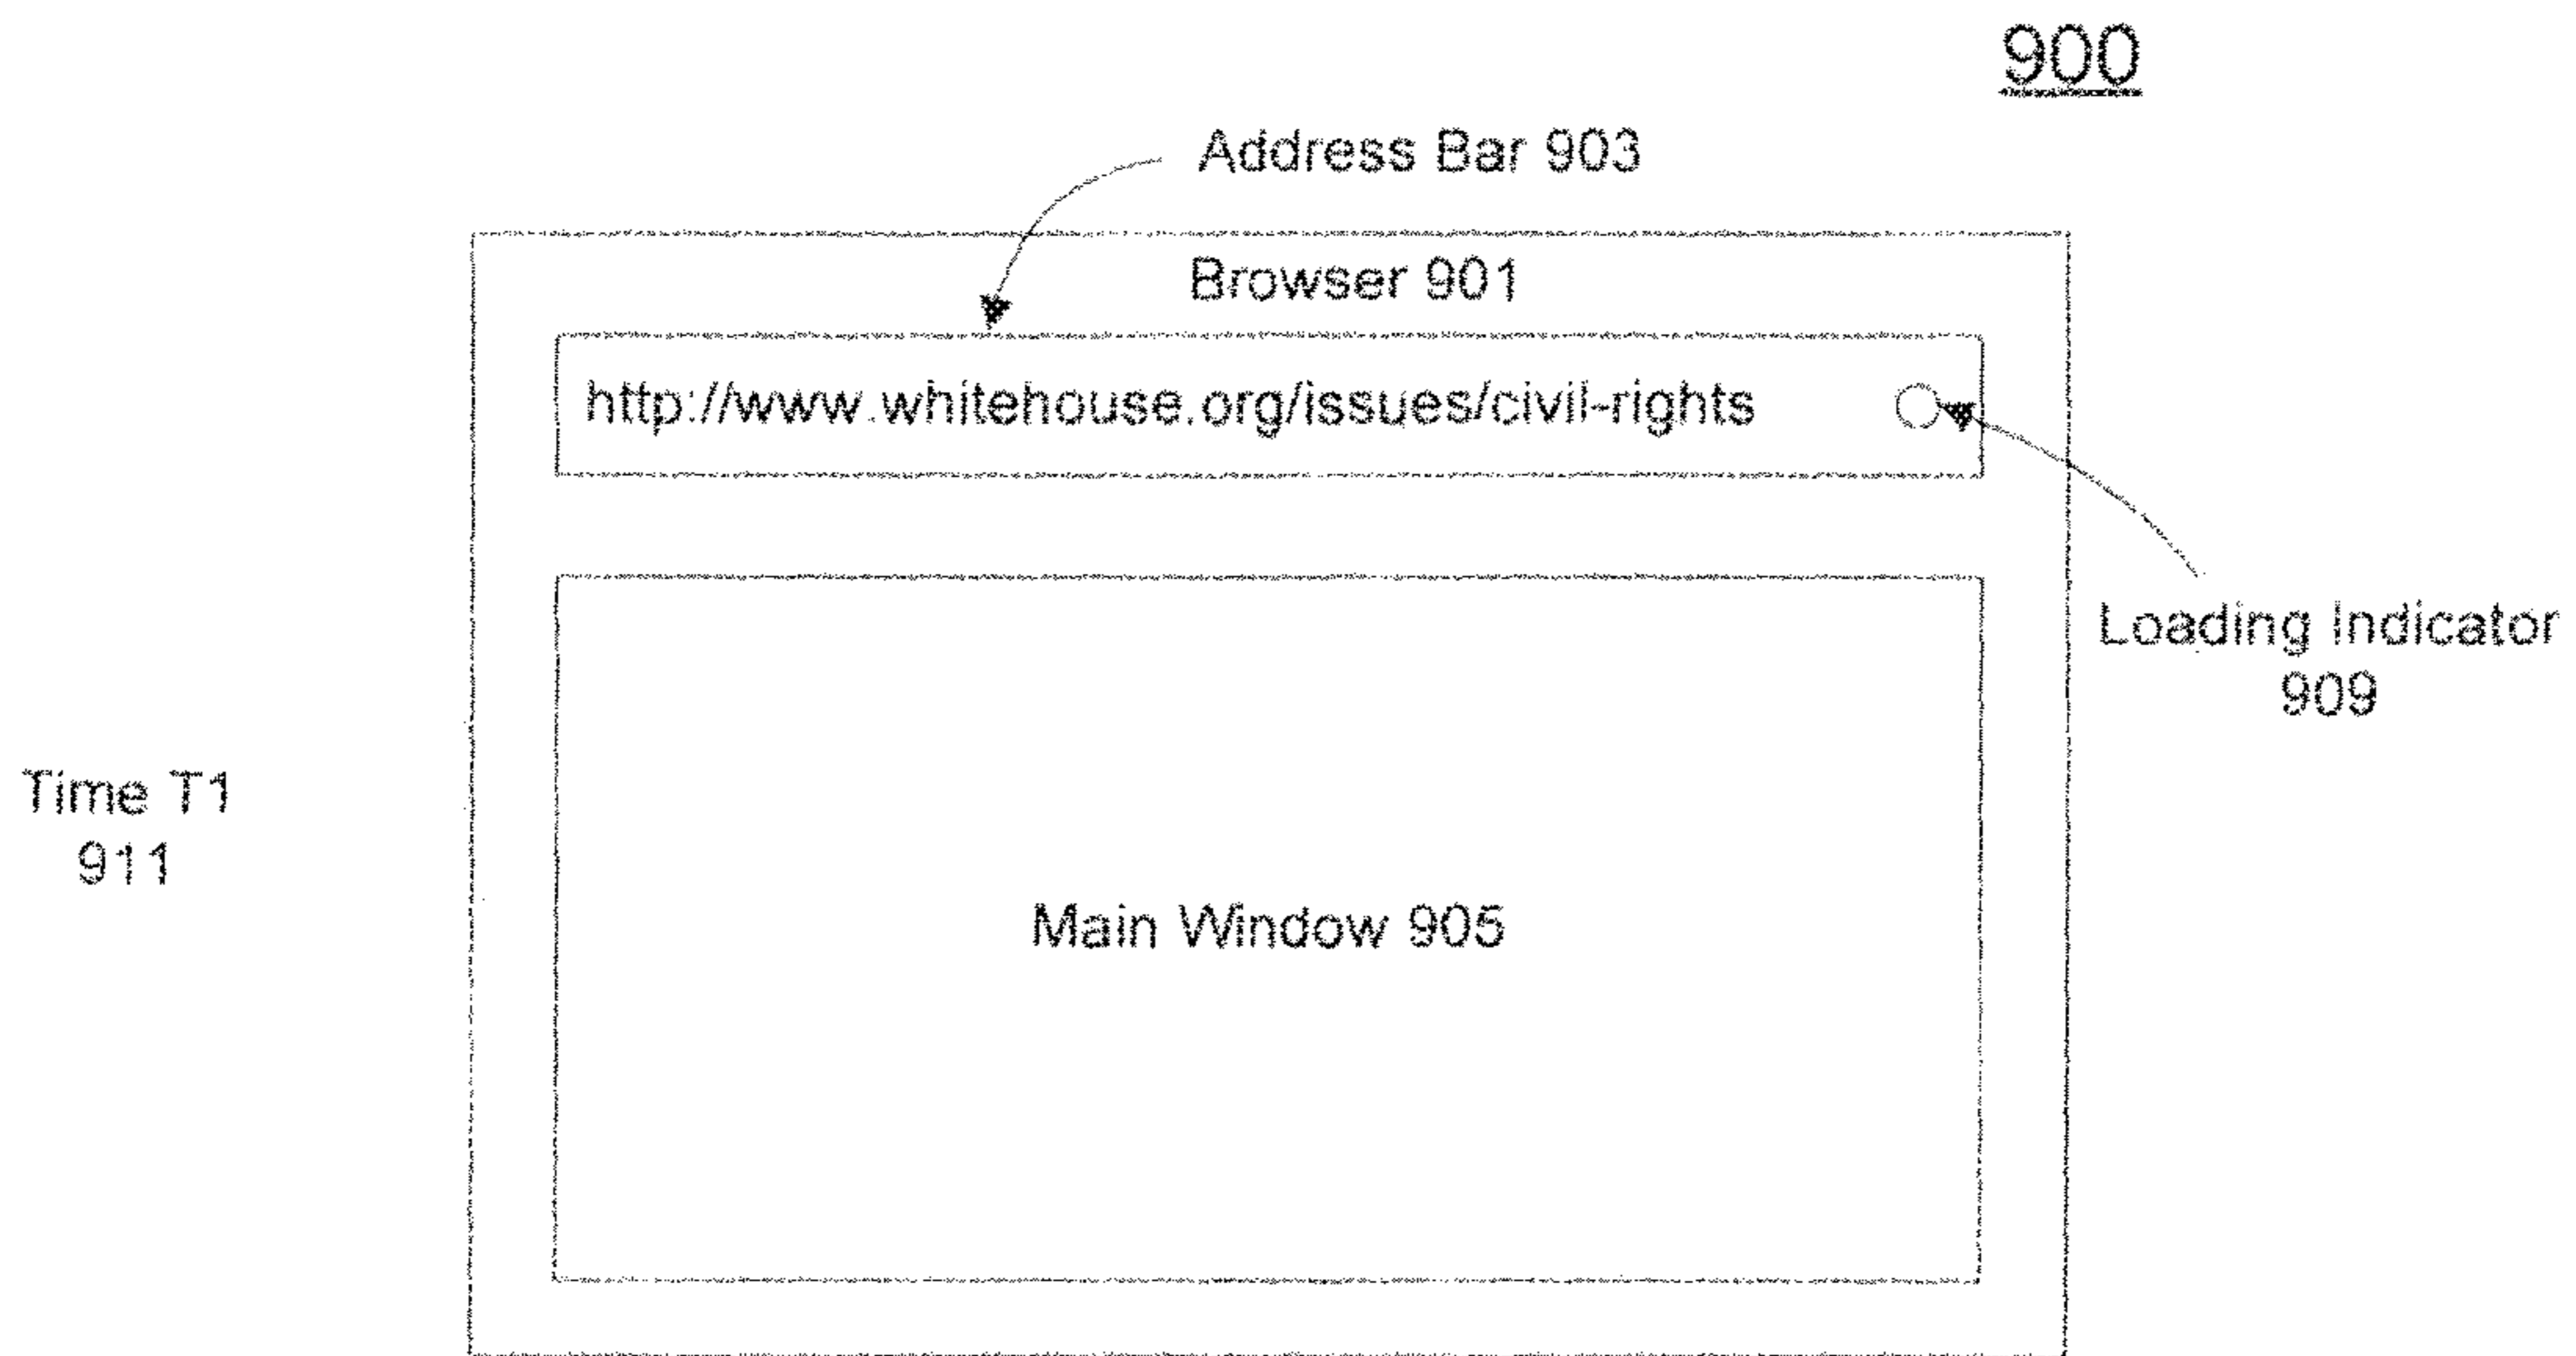 900
Address Bar 903
Browser 901
http://www.whitehouse.org/issues/civil-rights
Loading Indicator
909
Time T1
911
Main Window 905